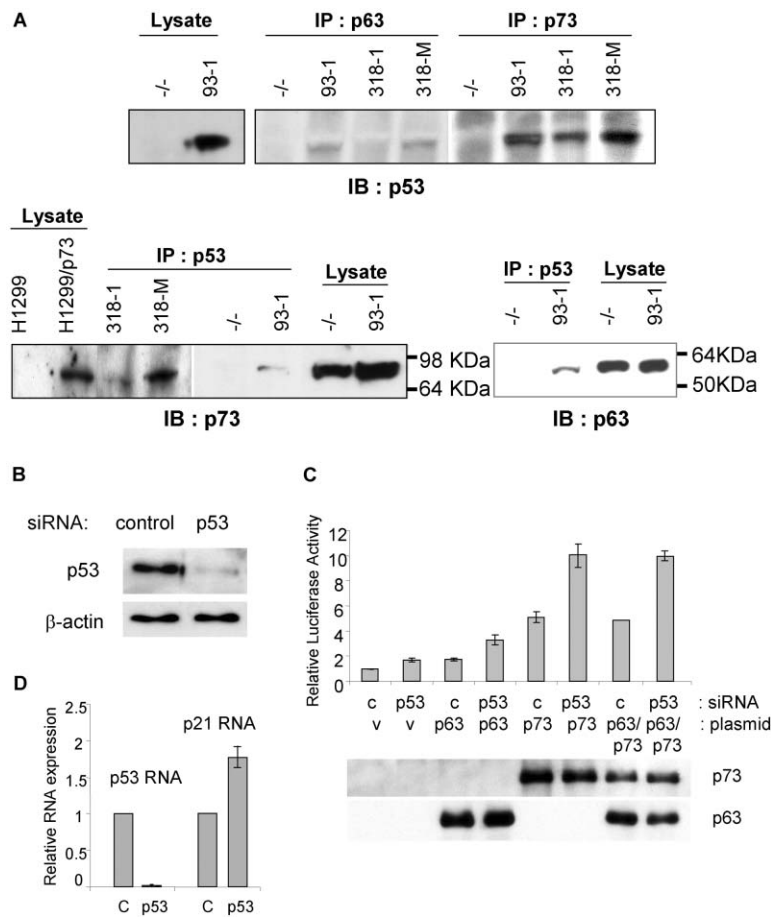 A
Lysate
IP : p63
IP : p73
-/-
93-1
-/-
93-1
318-1
318-M
-/-
93-1
318-1
318-M
IB : p53
Lysate
IP : p53
Lysate
IP : p53
Lysate
H1299
H1299/p73
318-1
318-M
-/-
93-1
-/-
93-1
-/-
93-1
-/-
93-1
98 KDa
64 KDa
64KDa
50KDa
IB : p73
IB : p63
B
siRNA: control p53
p53
β-actin
C
Relative Luciferase Activity
12
10
8
6
4
2
0
c p53 c p53 c p53 c p53 : siRNA
v v p63 p63 p73 p73 p63/ p63/ : plasmid
p73 p73
p73
p63
D
Relative RNA expression
2.5
2
1.5
1
0.5
0
p53 RNA
p21 RNA
C p53 C p53